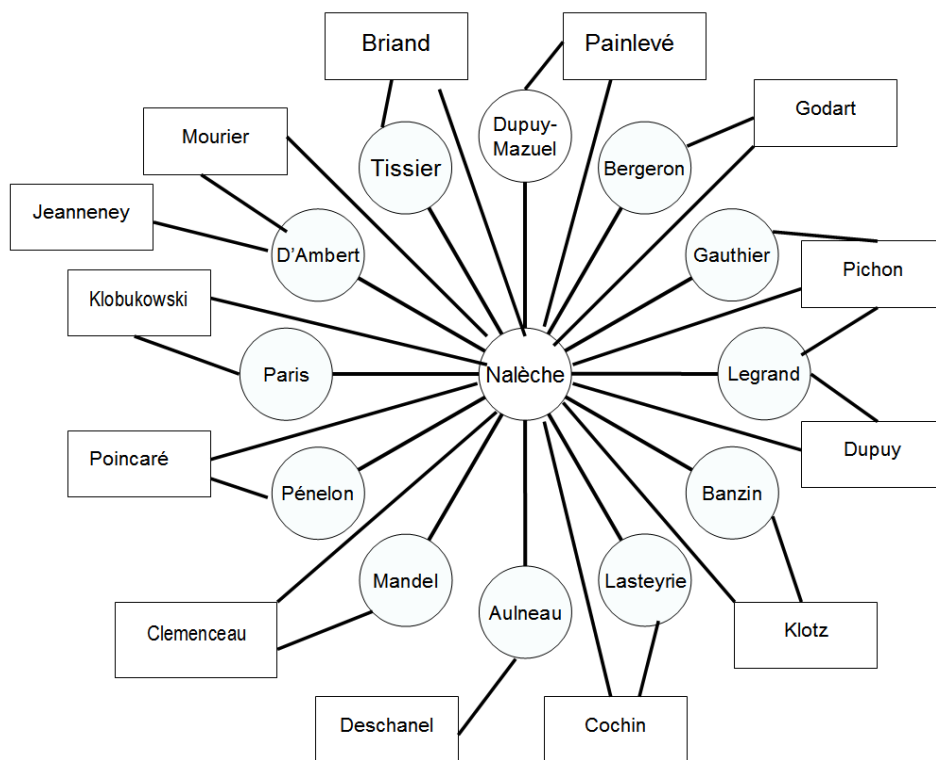 Briand
Painlevé
Godart
Dupuy-
Mazuel
Mourier
Tissier
Bergeron
Jeanneney
D'Ambert
Gauthier
Pichon
Klobukowski
Paris
Nalèche
Legrand
Poincaré
Dupuy
Pénelon
Banzin
Mandel
Lasteyrie
Aulneau
Clemenceau
Klotz
Deschanel
Cochin